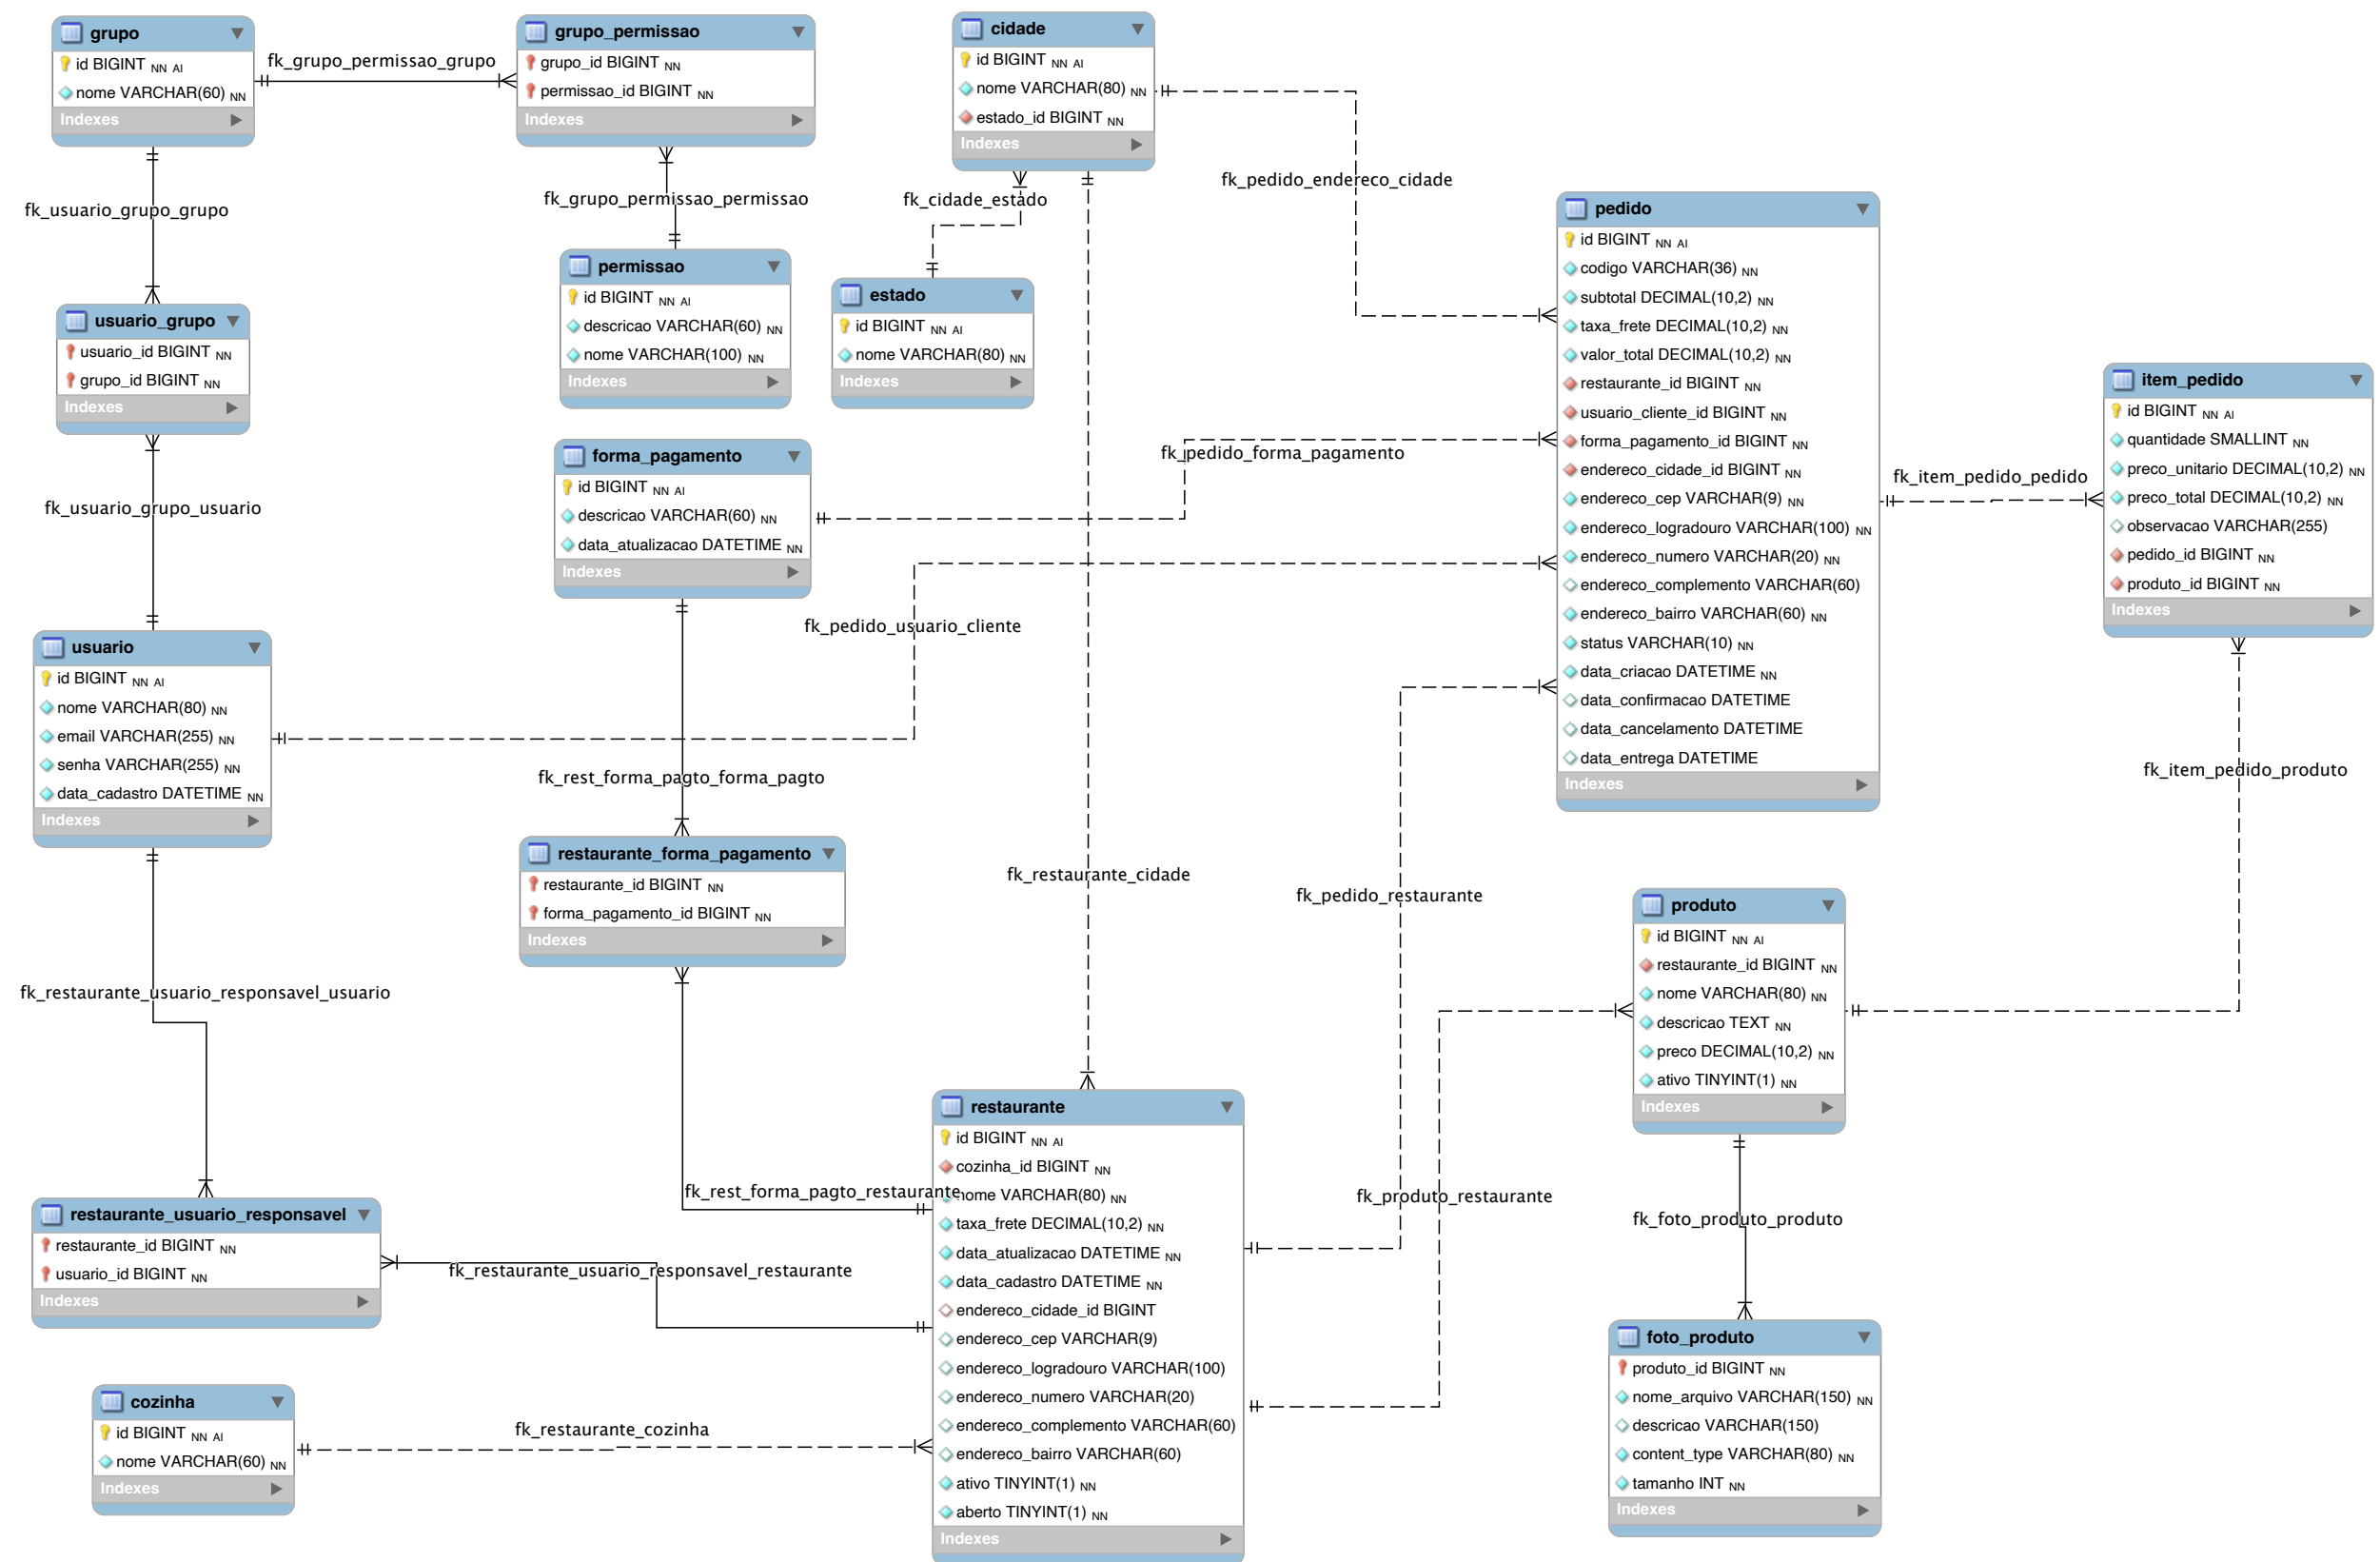 grupo
id BIGINT NN AI
nome VARCHAR(60) NN
Indexes
fk_grupo_permissao_grupo
grupo_permissao
grupo_id BIGINT NN
permissao_id BIGINT NN
Indexes
cidade
id BIGINT NN AI
nome VARCHAR(80) NN
estado_id BIGINT NN
Indexes
fk_usuario_grupo_grupo
fk_grupo_permissao_permissao
fk_cidade_estado
fk_pedido_endereco_cidade
permissao
id BIGINT NN AI
descricao VARCHAR(60) NN
nome VARCHAR(100) NN
Indexes
estado
id BIGINT NN AI
nome VARCHAR(80) NN
Indexes
pedido
id BIGINT NN AI
codigo VARCHAR(36) NN
subtotal DECIMAL(10,2) NN
taxa_frete DECIMAL(10,2) NN
valor_total DECIMAL(10,2) NN
restaurante_id BIGINT NN
usuario_cliente_id BIGINT NN
forma_pagamento_id BIGINT NN
endereco_cidade_id BIGINT NN
endereco_cep VARCHAR(9) NN
endereco_logradouro VARCHAR(100) NN
endereco_numero VARCHAR(20) NN
endereco_complemento VARCHAR(60)
endereco_bairro VARCHAR(60) NN
status VARCHAR(10) NN
data_criacao DATETIME NN
data_confirmacao DATETIME
data_cancelamento DATETIME
data_entrega DATETIME
Indexes
usuario_grupo
usuario_id BIGINT NN
grupo_id BIGINT NN
Indexes
item_pedido
id BIGINT NN AI
quantidade SMALLINT NN
preco_unitario DECIMAL(10,2) NN
preco_total DECIMAL(10,2) NN
observacao VARCHAR(255)
pedido_id BIGINT NN
produto_id BIGINT NN
Indexes
fk_item_pedido_pedido
forma_pagamento
id BIGINT NN AI
descricao VARCHAR(60) NN
data_atualizacao DATETIME NN
Indexes
fk_pedido_forma_pagamento
fk_usuario_grupo_usuario
fk_pedido_usuario_cliente
usuario
id BIGINT NN AI
nome VARCHAR(80) NN
email VARCHAR(255) NN
senha VARCHAR(255) NN
data_cadastro DATETIME NN
Indexes
fk_rest_forma_pagto_forma_pagto
fk_item_pedido_produto
restaurante_forma_pagamento
restaurante_id BIGINT NN
forma_pagamento_id BIGINT NN
Indexes
fk_restaurante_cidade
fk_pedido_restaurante
produto
id BIGINT NN AI
restaurante_id BIGINT NN
nome VARCHAR(80) NN
descricao TEXT NN
preco DECIMAL(10,2) NN
ativo TINYINT(1) NN
Indexes
fk_restaurante_usuario_responsavel_usuario
restaurante
id BIGINT NN AI
cozinha_id BIGINT NN
nome VARCHAR(80) NN
taxa_frete DECIMAL(10,2) NN
data_atualizacao DATETIME NN
data_cadastro DATETIME NN
endereco_cidade_id BIGINT
endereco_cep VARCHAR(9)
endereco_logradouro VARCHAR(100)
endereco_numero VARCHAR(20)
endereco_complemento VARCHAR(60)
endereco_bairro VARCHAR(60)
ativo TINYINT(1) NN
aberto TINYINT(1) NN
Indexes
fk_rest_forma_pagto_restaurante
fk_produto_restaurante
fk_foto_produto_produto
restaurante_usuario_responsavel
restaurante_id BIGINT NN
usuario_id BIGINT NN
Indexes
fk_restaurante_usuario_responsavel_restaurante
foto_produto
produto_id BIGINT NN
nome_arquivo VARCHAR(150) NN
descricao VARCHAR(150)
content_type VARCHAR(80) NN
tamanho INT NN
Indexes
cozinha
id BIGINT NN AI
nome VARCHAR(60) NN
Indexes
fk_restaurante_cozinha